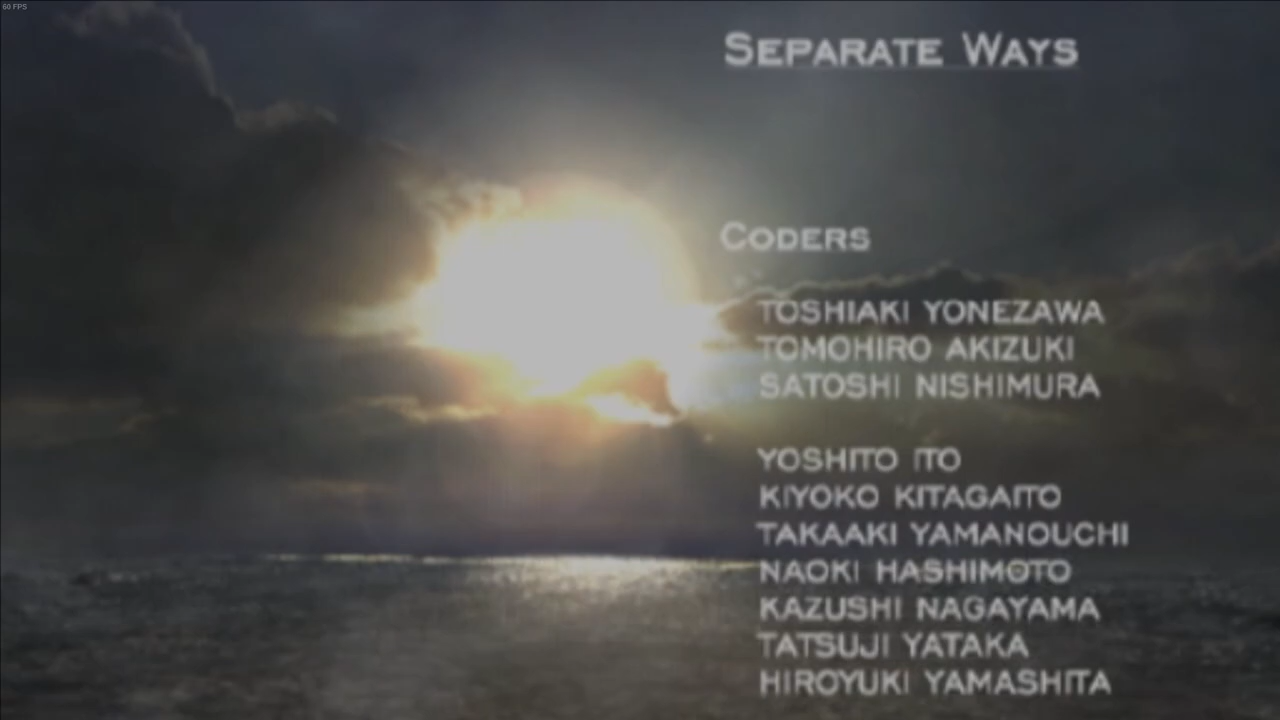 60 FPS
SEPARATE WAYS
CODERS
TOSHIAKI YONEZAWA
TOMOHIRO AKIZUKI
SATOSHI NISHIMURA
YOSHITO ITO
KIYOKO KITAGAITO
TAKAAKI YAMANOUCHI
NAOKI HASHIMOTO
KAZUSHI NAGAYAMA
TATSUJI YATAKA
HIROYUKI YAMASHITA